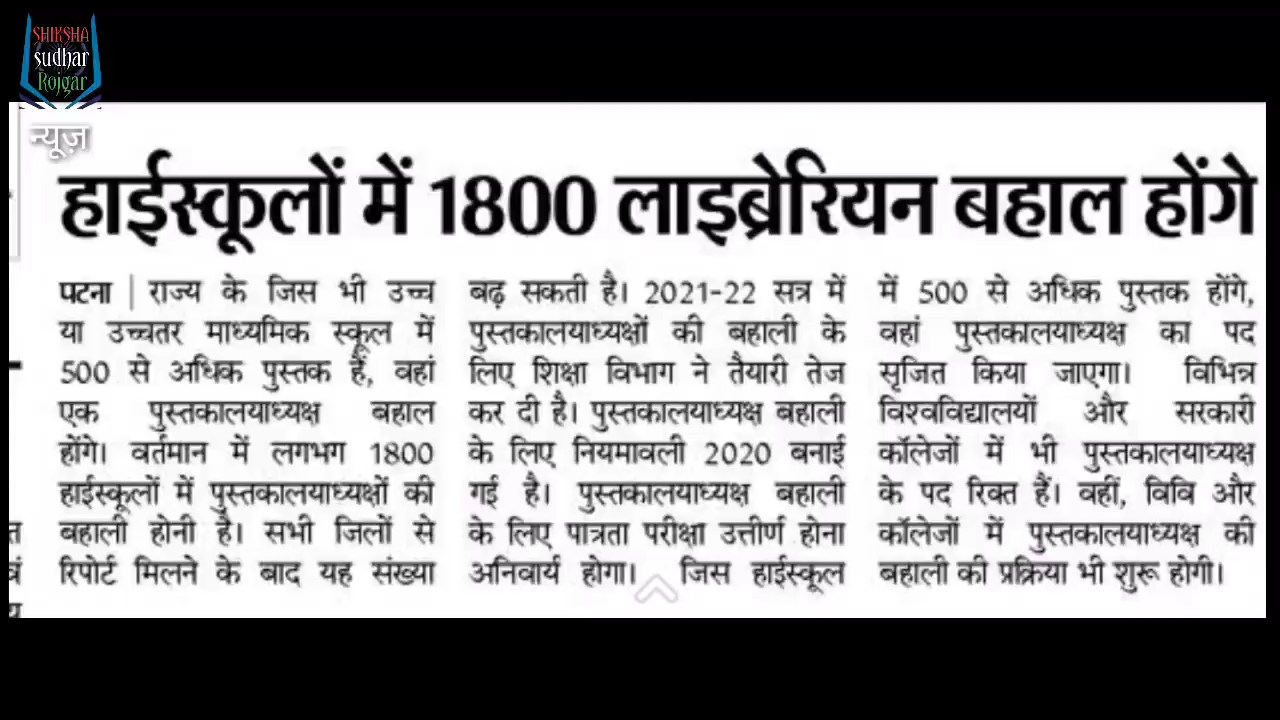 SHIKSHA
sudhar
Rojgar
न्यूज़
हाईस्कूलों में 1800 लाइब्रेरियन बहाल होंगे
पटना | राज्य के जिस भी उच्च
या उच्चतर माध्यमिक स्कूल में
500 से अधिक पुस्तक हैं, वहां
एक पुस्तकालयाध्यक्ष बहाल
होंगे। वर्तमान में लगभग 1800
हाईस्कूलों में पुस्तकालयाध्यक्षों की
बहाली होनी है। सभी जिलों से
रिपोर्ट मिलने के बाद यह संख्या
बढ़ सकती है। 2021-22 सत्र में
पुस्तकालयाध्यक्षों की बहाली के
लिए शिक्षा विभाग ने तैयारी तेज
कर दी है। पुस्तकालयाध्यक्ष बहाली
के लिए नियमावली 2020 बनाई
गई है। पुस्तकालयाध्यक्ष बहाली
के लिए पात्रता परीक्षा उत्तीर्ण होना
अनिवार्य होगा। जिस हाईस्कूल
में 500 से अधिक पुस्तक होंगे,
वहां पुस्तकालयाध्यक्ष का पद
सृजित किया जाएगा। विभिन्न
विश्वविद्यालयों और सरकारी
कॉलेजों में भी पुस्तकालयाध्यक्ष
के पद रिक्त हैं। वहीं, विवि और
कॉलेजों में पुस्तकालयाध्यक्ष की
बहाली की प्रक्रिया भी शुरू होगी।